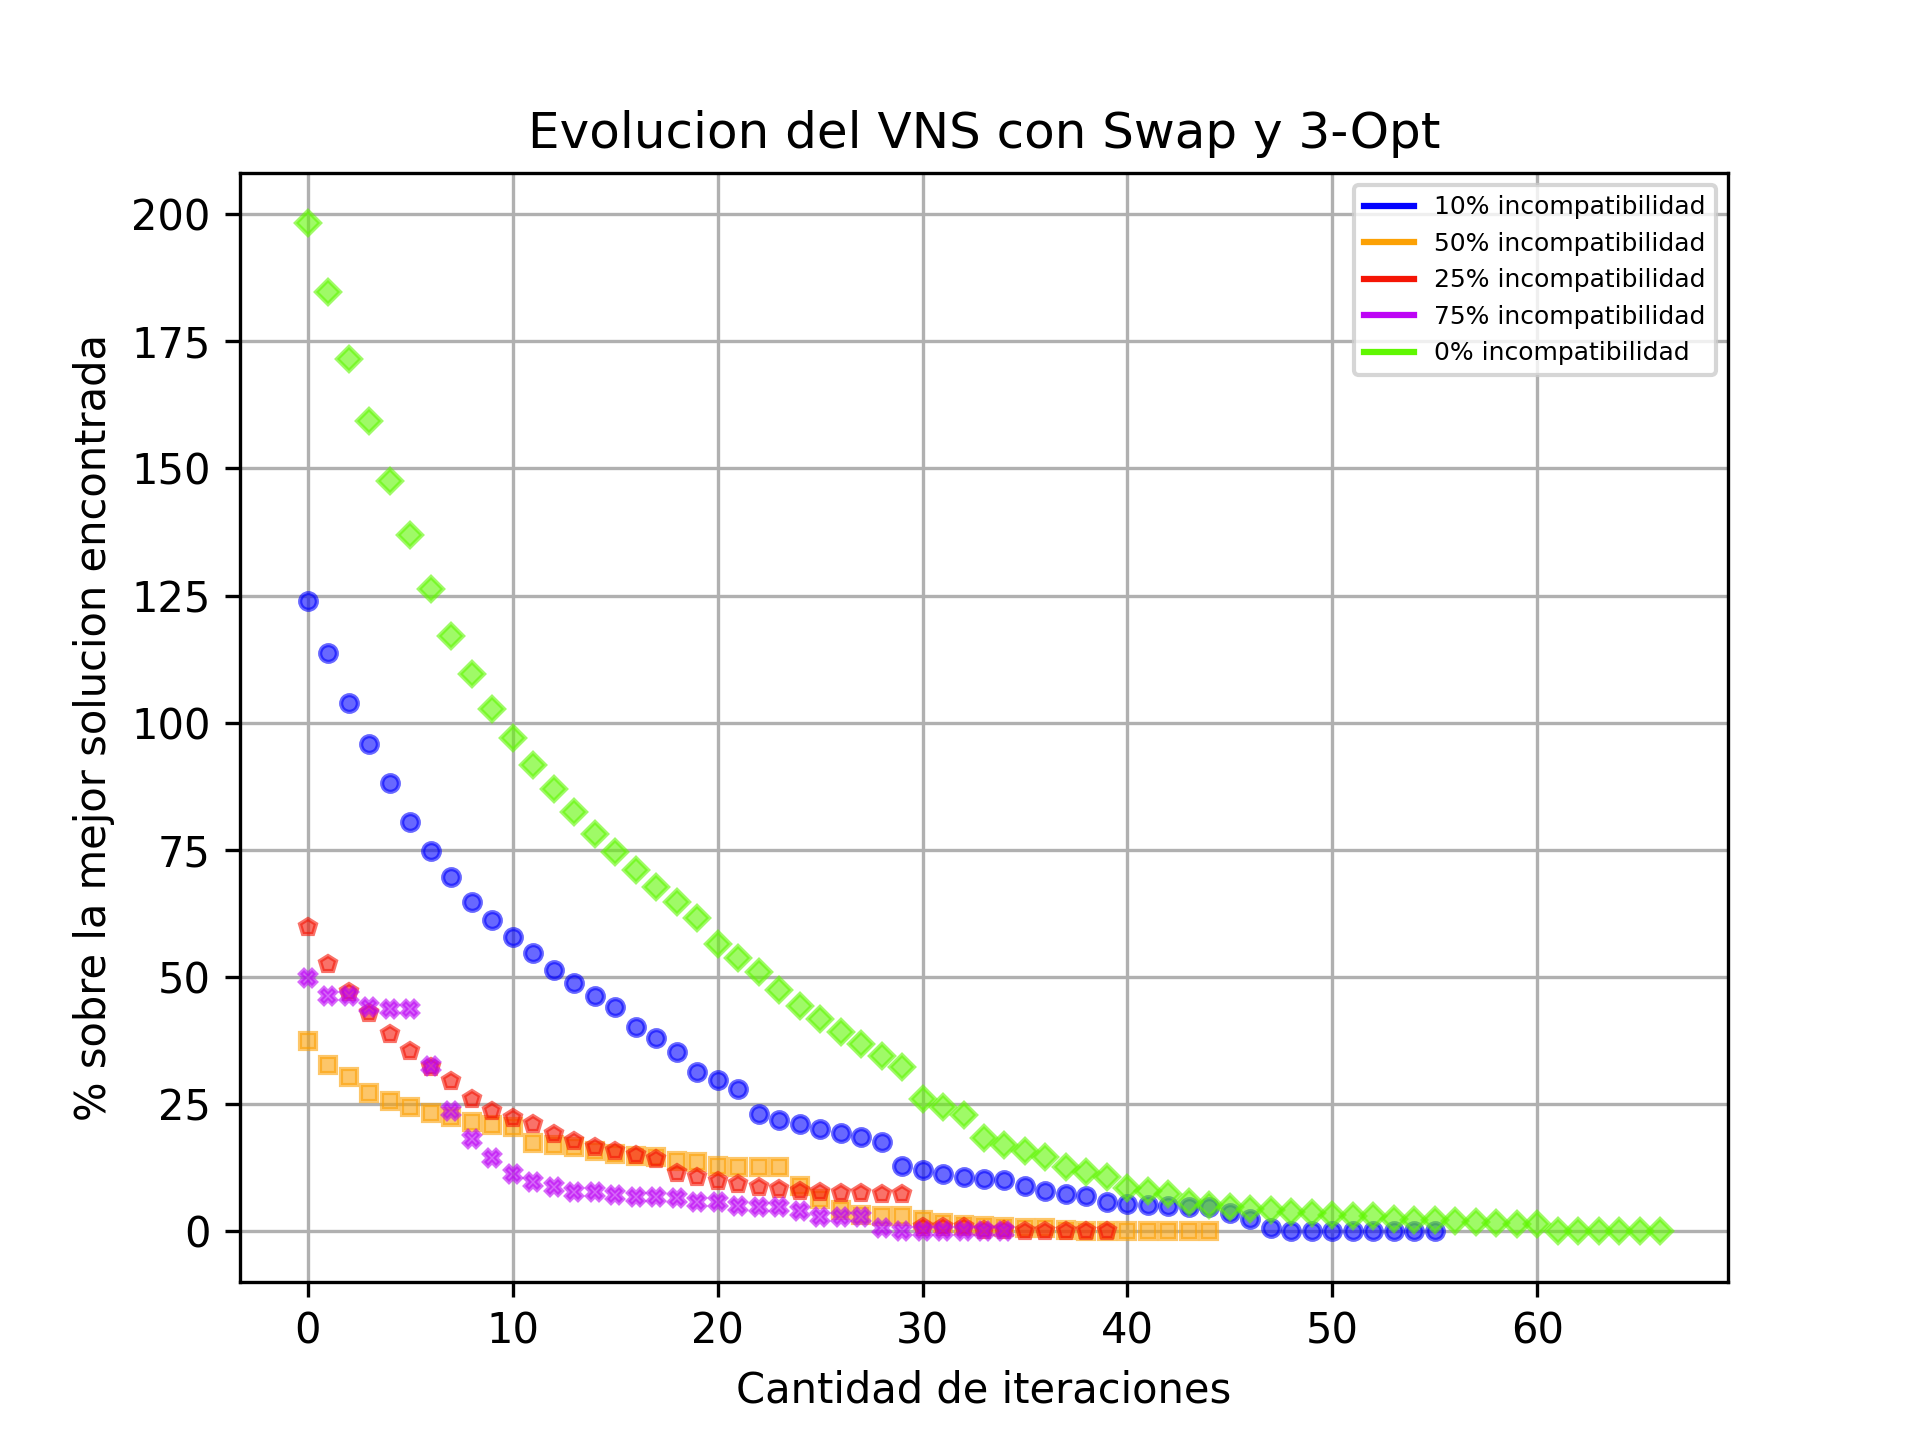 Evolucion del VNS con Swap y 3-Opt
% sobre la mejor solucion encontrada
200
175
150
125
100
75
50
25
0
10% incompatibilidad
50% incompatibilidad
25% incompatibilidad
75% incompatibilidad
0% incompatibilidad
0 10 20 30 40 50 60
Cantidad de iteraciones